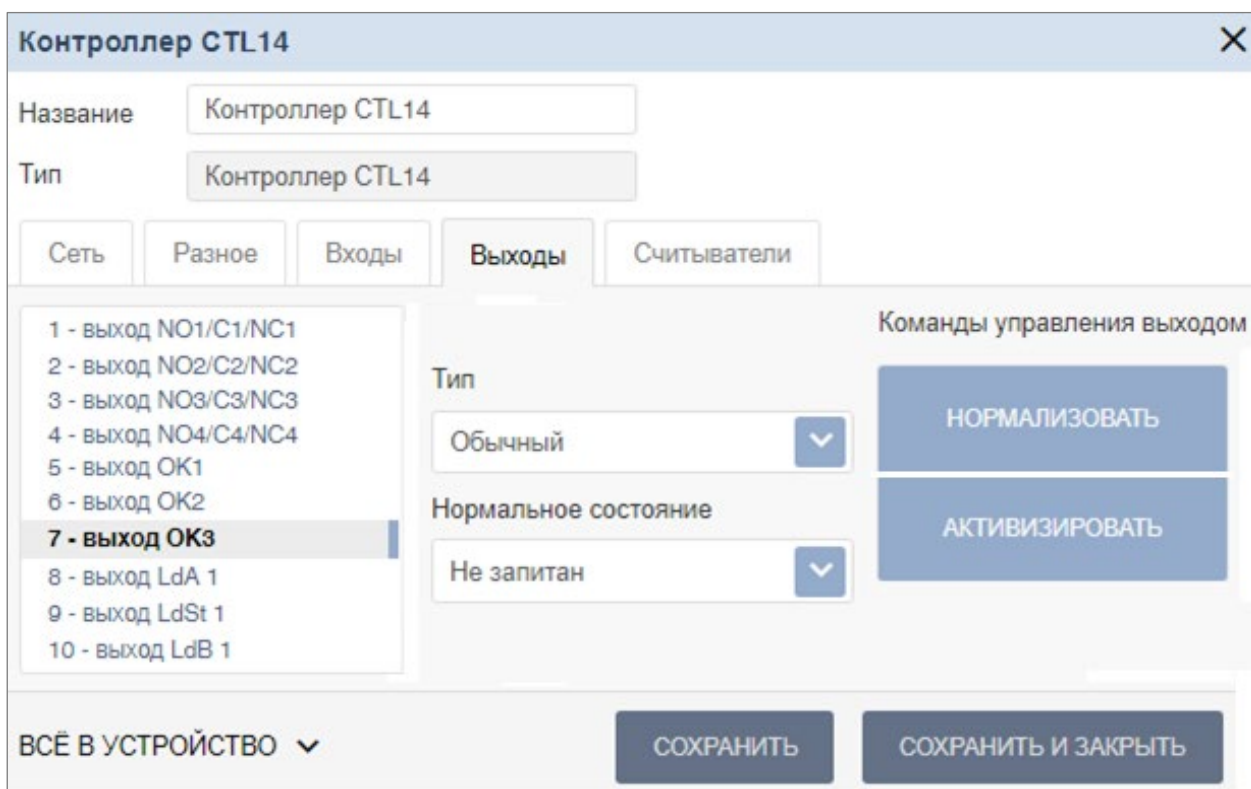 Контроллер CTL14
Название
Контроллер CTL14
Тип
Контроллер CTL14
Сеть
Разное
Входы
Выходы
Считыватели
1 - выход NO1/C1/NC1
2 - выход NO2/C2/NC2
3 - выход NO3/C3/NC3
4 - выход NO4/C4/NC4
5 - выход OK1
6 - выход OK2
7 - выход OK3
8 - выход LdA 1
9 - выход LdSt 1
10 - выход LdB 1
Тип
Обычный
Нормальное состояние
Не запитан
Команды управления выходом
НОРМАЛИЗОВАТЬ
АКТИВИЗИРОВАТЬ
ВСЁ В УСТРОЙСТВО
СОХРАНИТЬ
СОХРАНИТЬ И ЗАКРЫТЬ